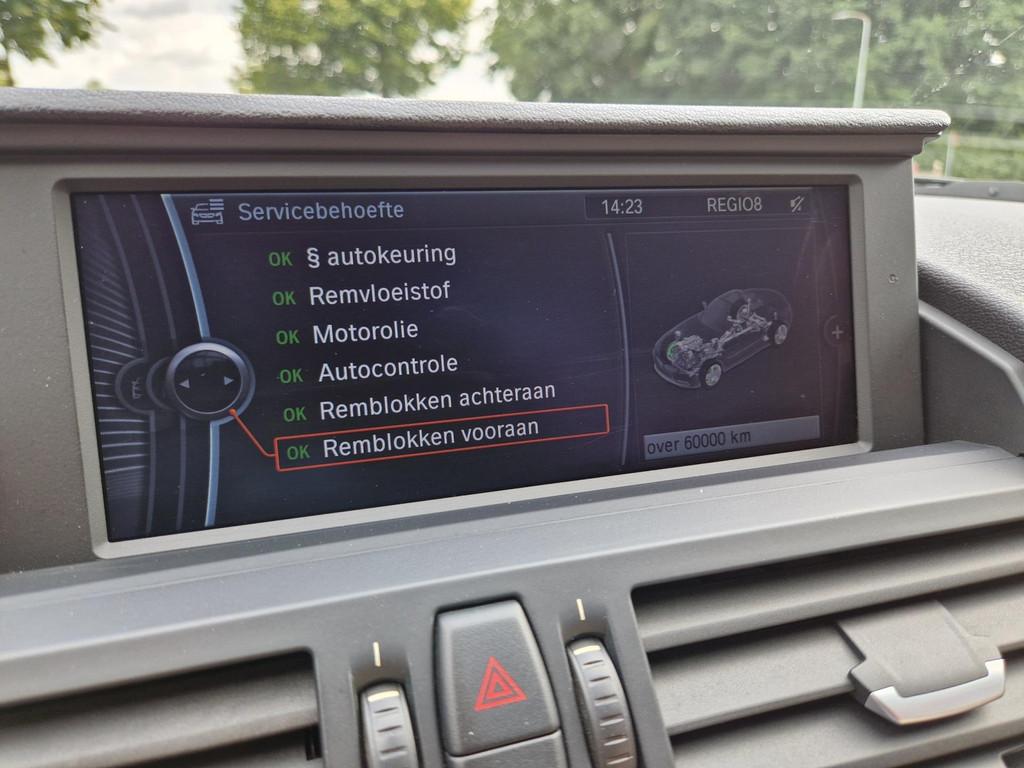 Servicebehoefte 14:23 REGIO8
OK § autokeuring
OK Remvloeistof
OK Motorolie
OK Autocontrole
OK Remblokken achteraan
OK Remblokken vooraan
over 60000 km